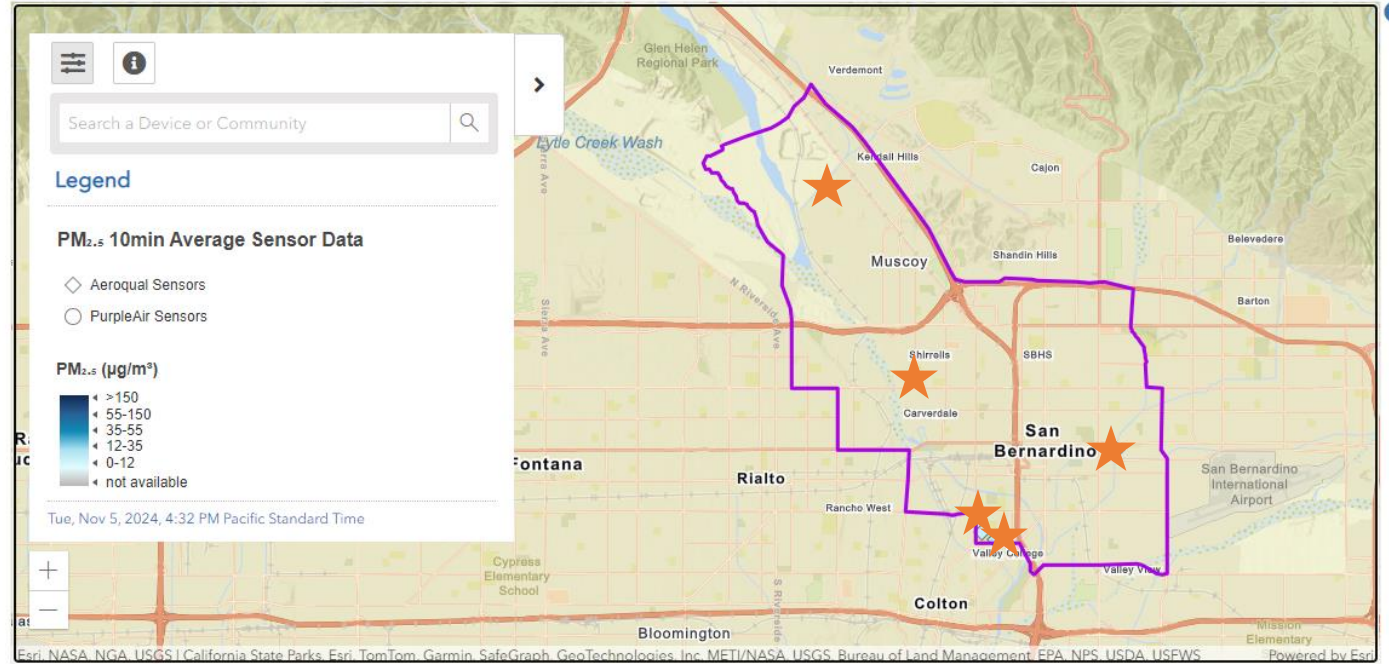 Search a Device or Community
Legend
PM2.5 10min Average Sensor Data
Aeroqual Sensors
PurpleAir Sensors
PM2.5 (µg/m³)
>150
55-150
35-55
12-35
0-12
not available
Tue, Nov 5, 2024, 4:32 PM Pacific Standard Time
+
−
Glen Helen
Regional Park
Verdemont
Lytle Creek Wash
Kendall Hills
Cajon
Belevedere
Muscoy
Shandin Hills
N Riverside Ave
Barton
Sierra Ave
Shirrells
SBHS
Carverdale
San
Bernardino
Fontana
Rialto
San Bernardino
International
Airport
Rancho West
Valley College
Valley View
Cypress
Elementary
School
S Riverside
Colton
Bloomington
Mission
Elementary
Esri, NASA, NGA, USGS | California State Parks, Esri, TomTom, Garmin, SafeGraph, GeoTechnologies, Inc, METI/NASA, USGS, Bureau of Land Management, EPA, NPS, USDA, USFWS
Powered by Esri